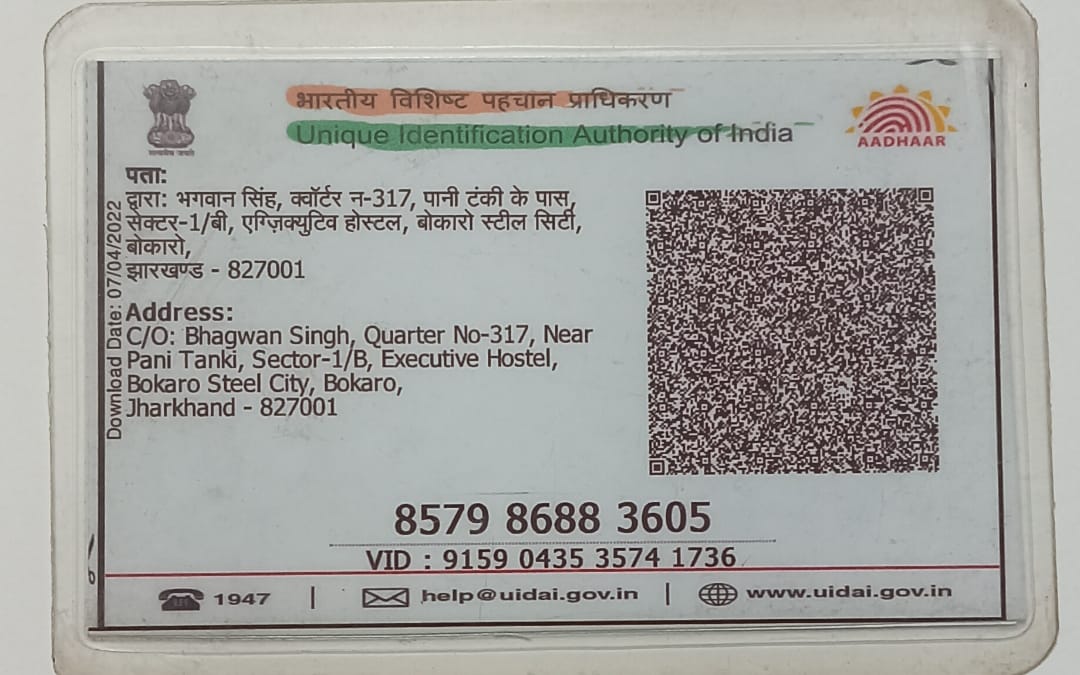 भारतीय विशिष्ट पहचान प्राधिकरण
Unique Identification Authority of India
AADHAAR
सत्यमेव जयते
Download Date: 07/04/2022
पता:
द्वारा: भगवान सिंह, क्वॉर्टर न-317, पानी टंकी के पास,
सेक्टर-1/बी, एग्ज़िक्युटिव होस्टल, बोकारो स्टील सिटी,
बोकारो,
झारखण्ड - 827001
Address:
C/O: Bhagwan Singh, Quarter No-317, Near
Pani Tanki, Sector-1/B, Executive Hostel,
Bokaro Steel City, Bokaro,
Jharkhand - 827001
8579 8688 3605
VID : 9159 0435 3574 1736
1947 | help@uidai.gov.in | www.uidai.gov.in